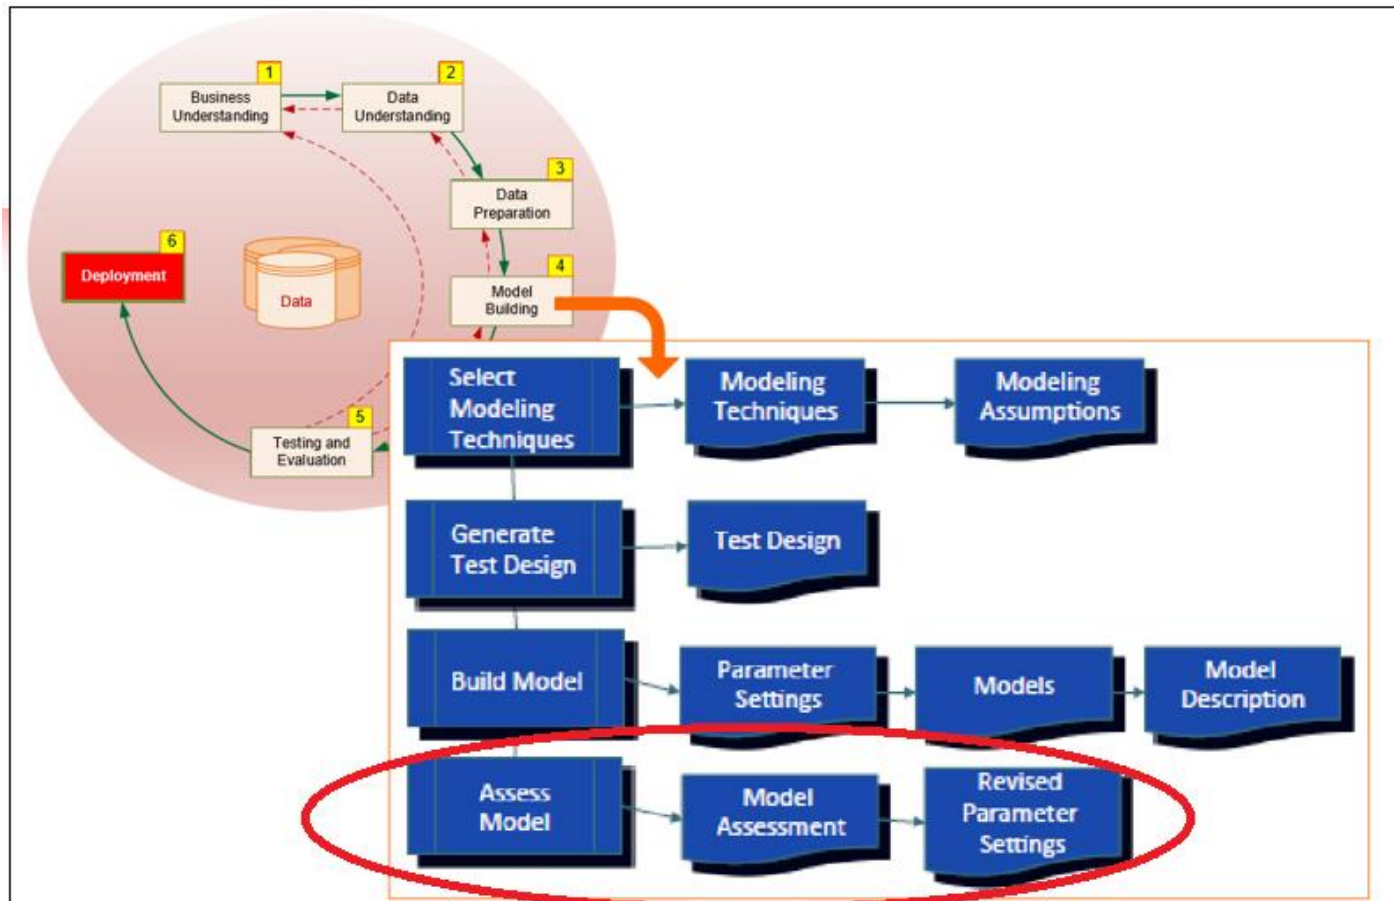 1
Business
Understanding
2
Data
Understanding
3
Data
Preparation
4
Model
Building
5
Testing and
Evaluation
6
Deployment
Data
Select
Modeling
Techniques
Modeling
Techniques
Modeling
Assumptions
Generate
Test Design
Test Design
Build Model
Parameter
Settings
Models
Model
Description
Assess
Model
Model
Assessment
Revised
Parameter
Settings